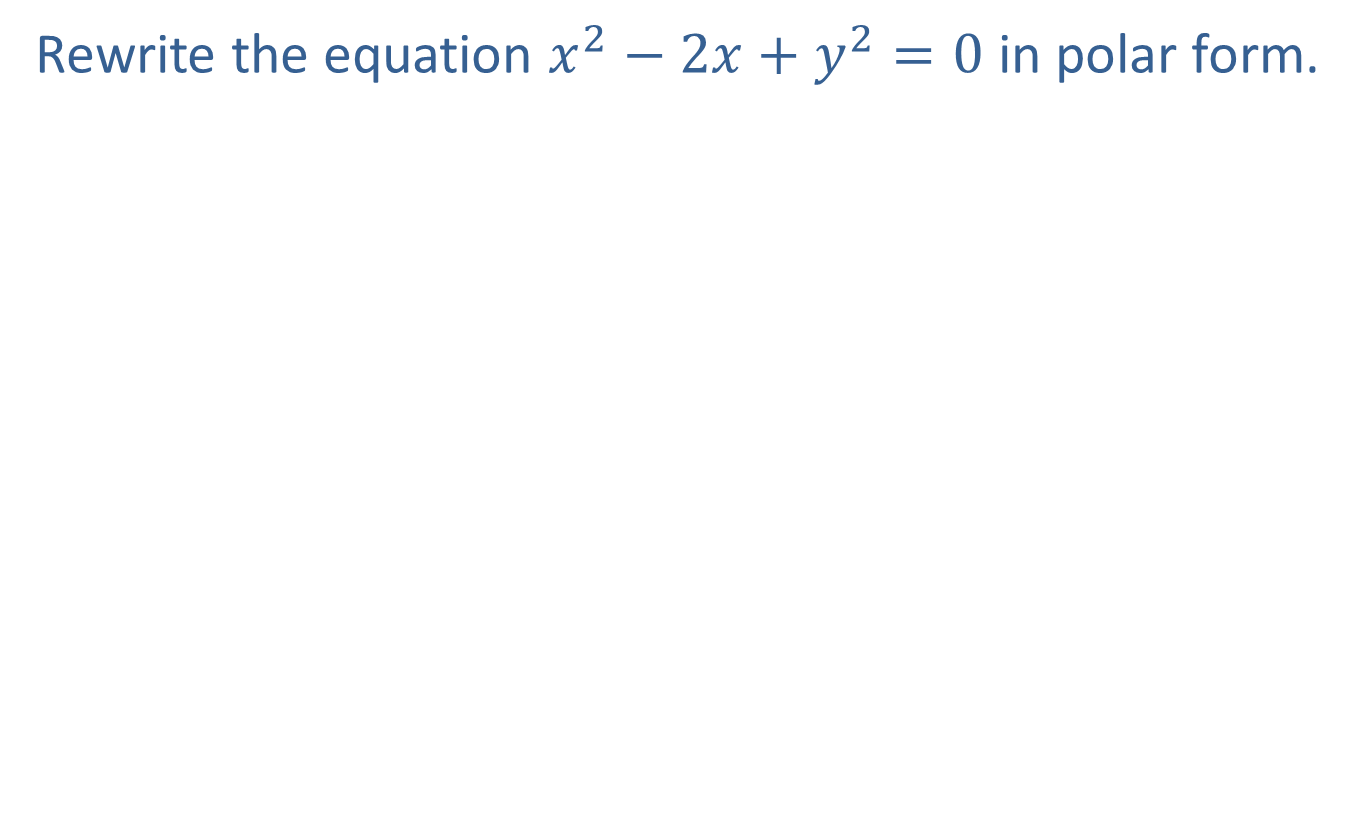 Rewrite the equation 𝑥² − 2𝑥 + 𝑦² = 0 in polar form.